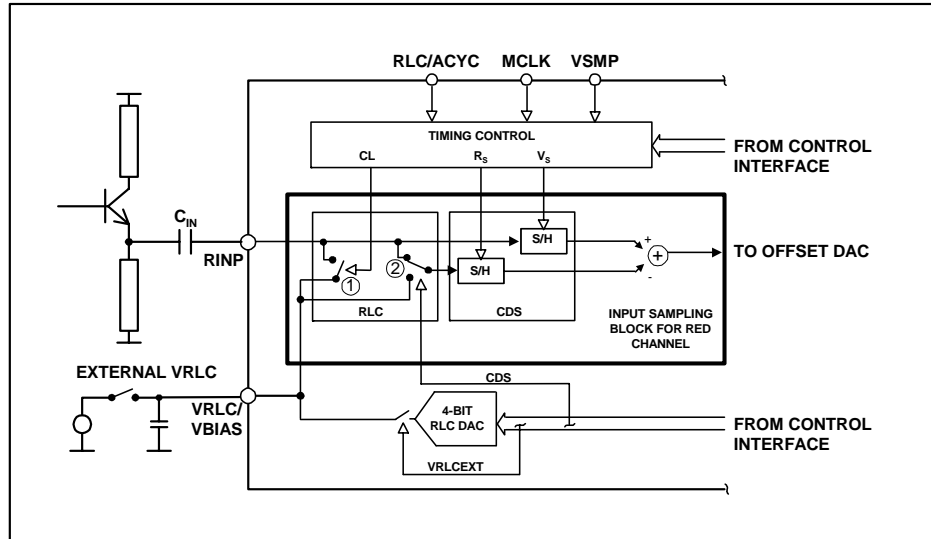 RLC/ACYC MCLK VSMP
TIMING CONTROL
CL RS VS
FROM CONTROL
INTERFACE
CIN
RINP
S/H
S/H
+
+
-
TO OFFSET DAC
1
2
RLC
CDS
INPUT SAMPLING
BLOCK FOR RED
CHANNEL
EXTERNAL VRLC
VRLC/
VBIAS
CDS
4-BIT
RLC DAC
VRLCEXT
FROM CONTROL
INTERFACE